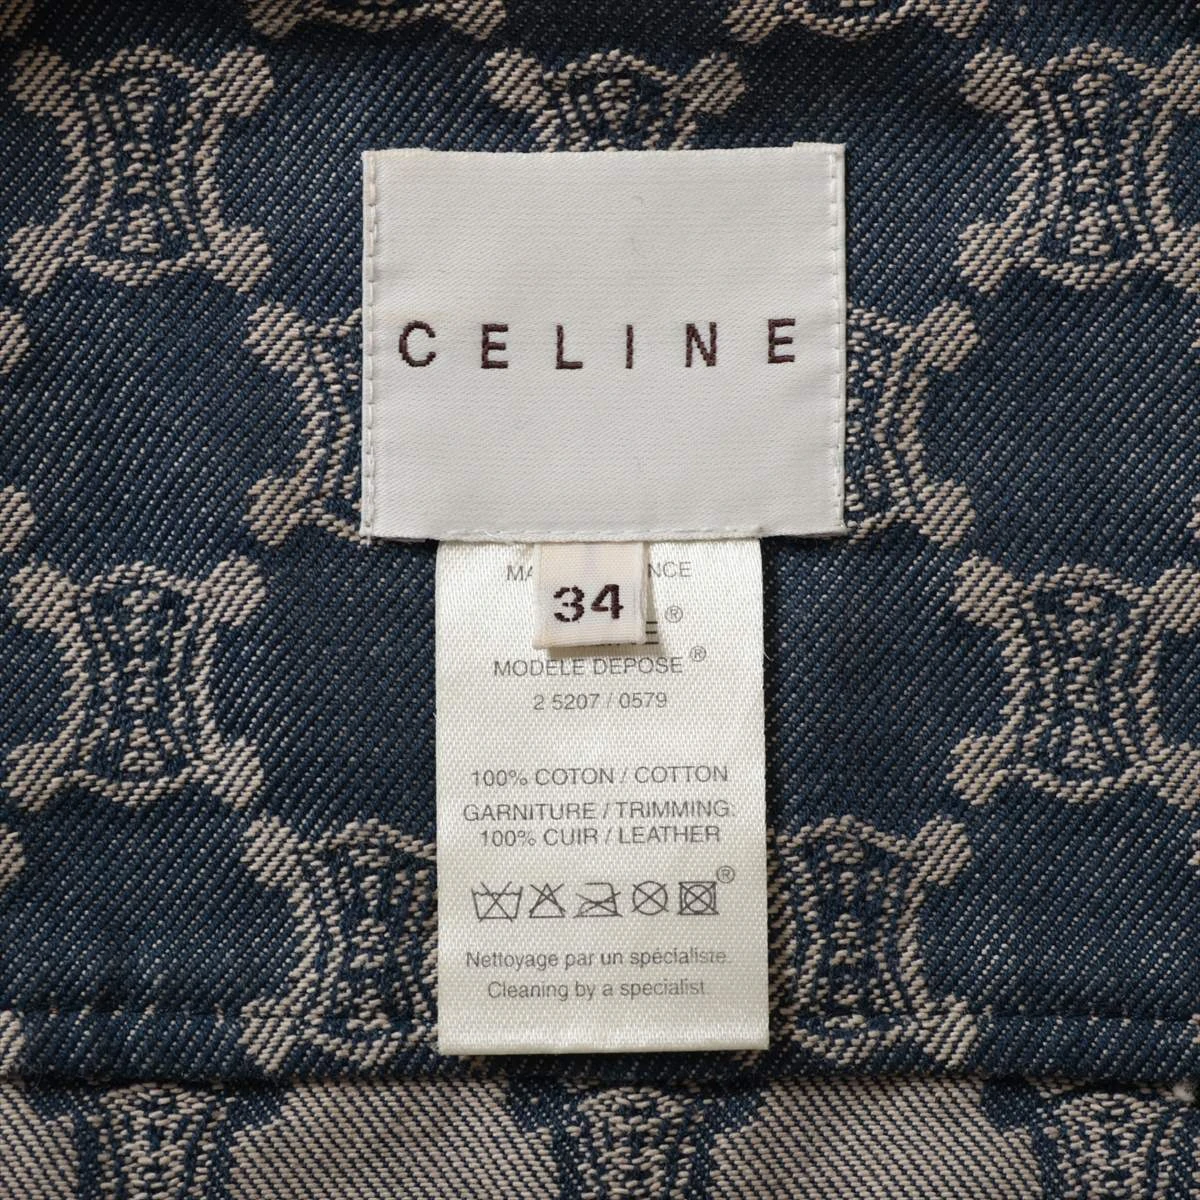 CELINE
34
®
MODELE DEPOSE ®
2 5207 / 0579
100% COTON / COTTON
GARNITURE / TRIMMING:
100% CUIR / LEATHER
®
Nettoyage par un spécialiste.
Cleaning by a specialist